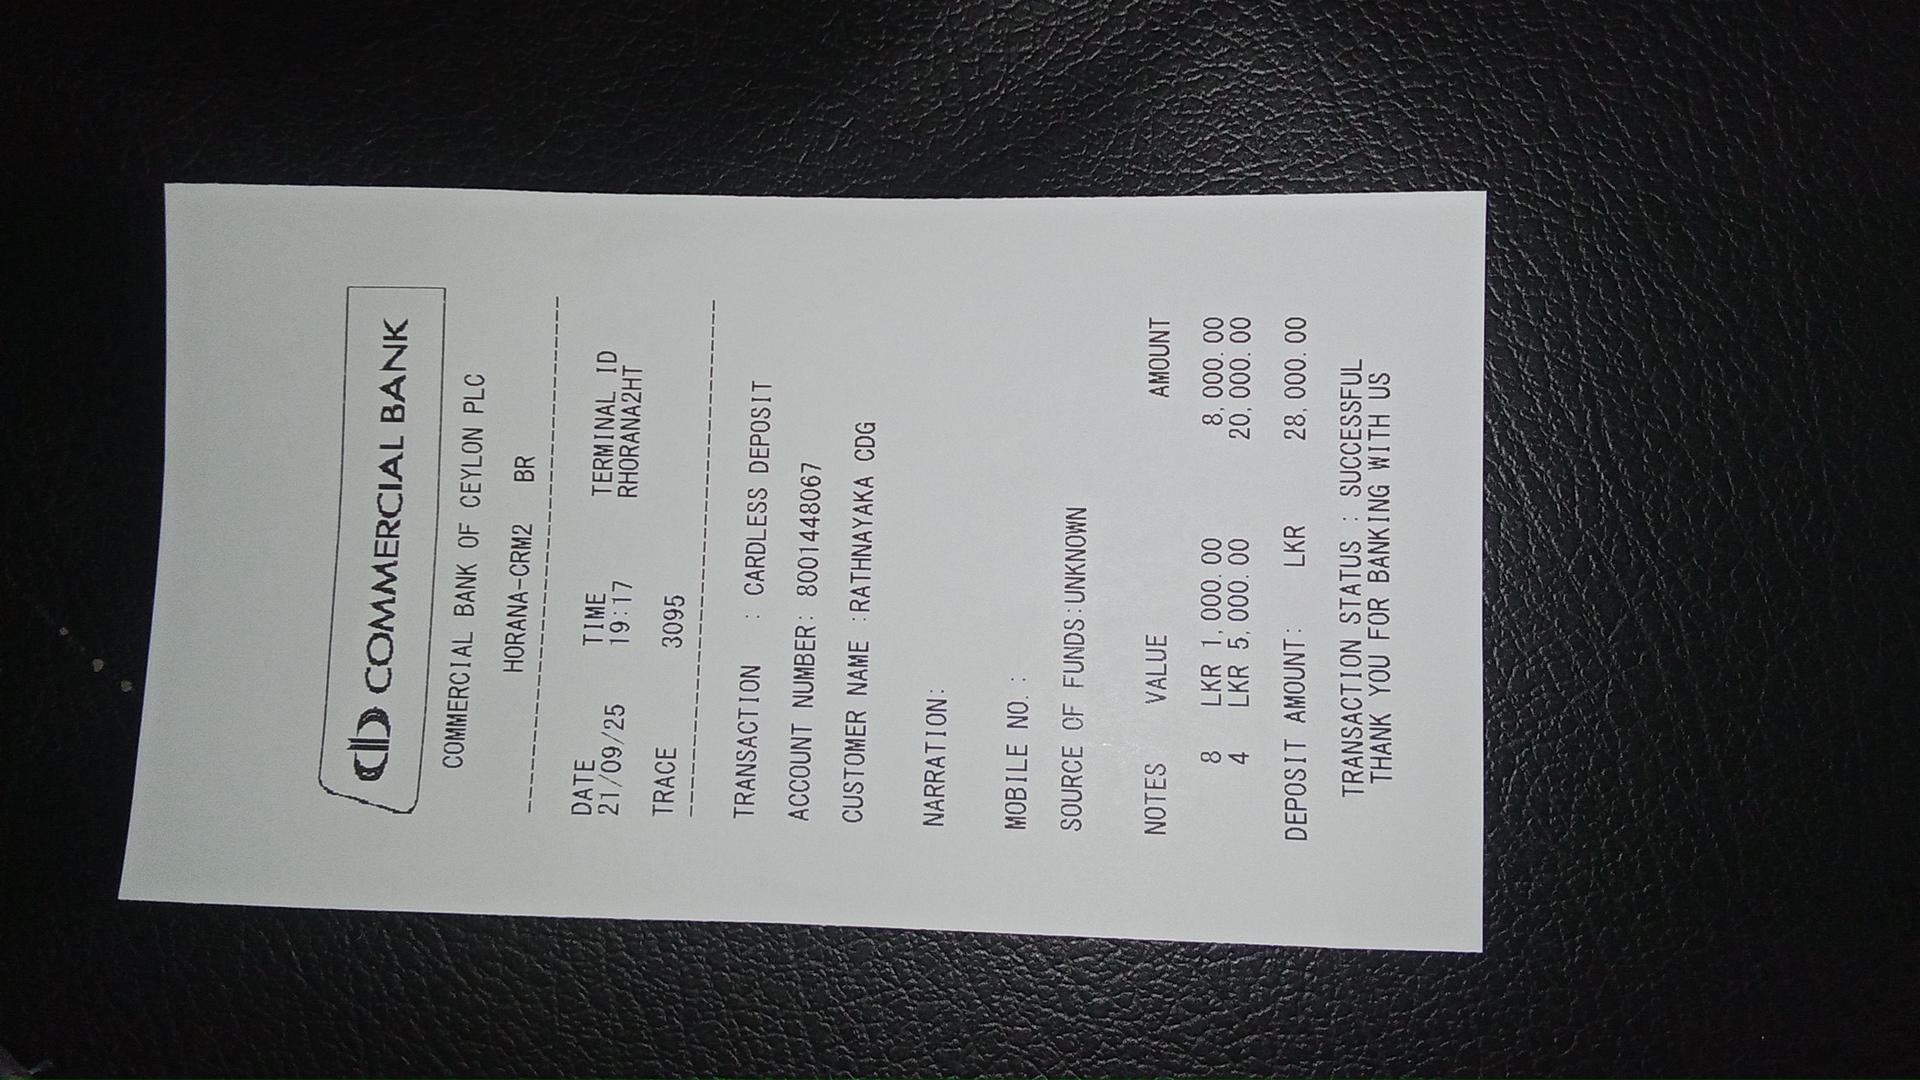 COMMERCIAL BANK
COMMERCIAL BANK OF CEYLON PLC
HORANA-CRM2 BR
--------------------------------
DATE TIME TERMINAL ID
21/09/25 19:17 RHORANA2HT
TRACE 3095
--------------------------------
TRANSACTION : CARDLESS DEPOSIT
ACCOUNT NUMBER: 8001448067
CUSTOMER NAME :RATHNAYAKA CDG
NARRATION:
MOBILE NO.:
SOURCE OF FUNDS:UNKNOWN
NOTES VALUE AMOUNT
8 LKR 1,000.00 8,000.00
4 LKR 5,000.00 20,000.00
DEPOSIT AMOUNT: LKR 28,000.00
TRANSACTION STATUS : SUCCESSFUL
THANK YOU FOR BANKING WITH US